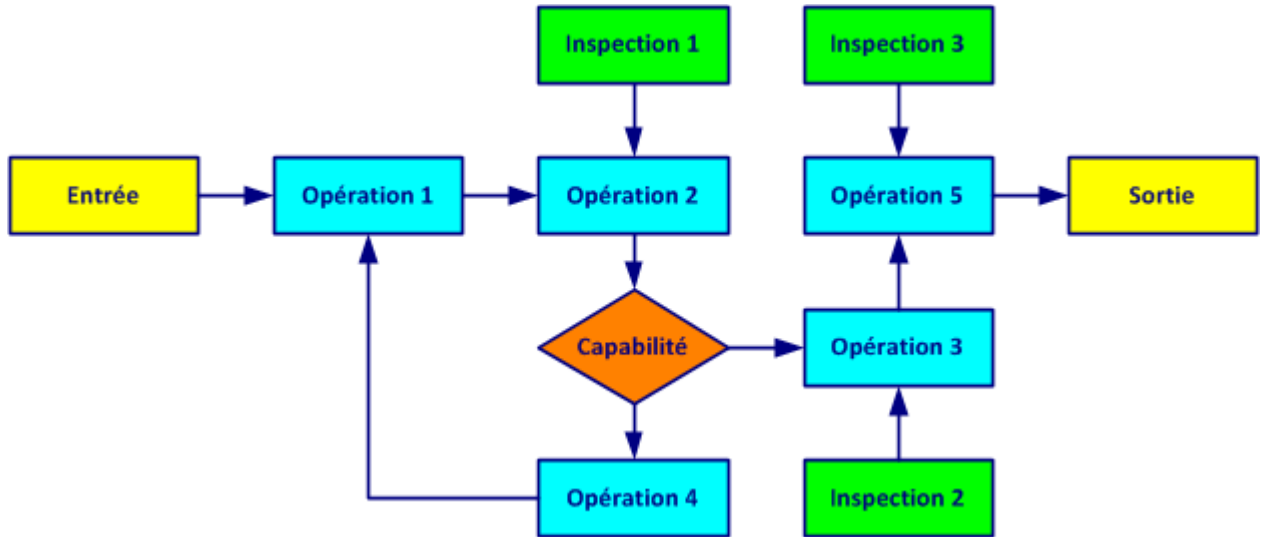 Inspection 1
Inspection 3
Entrée
Opération 1
Opération 2
Opération 5
Sortie
Capabilité
Opération 3
Opération 4
Inspection 2